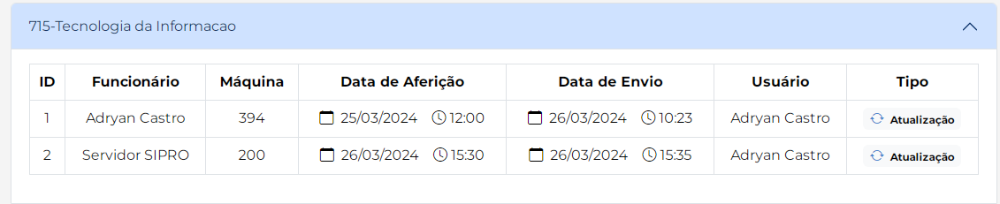 715-Tecnologia da Informacao
ID Funcionário Máquina Data de Aferição Data de Envio Usuário Tipo
1 Adryan Castro 394 25/03/2024 12:00 26/03/2024 10:23 Adryan Castro Atualização
2 Servidor SIPRO 200 26/03/2024 15:30 26/03/2024 15:35 Adryan Castro Atualização